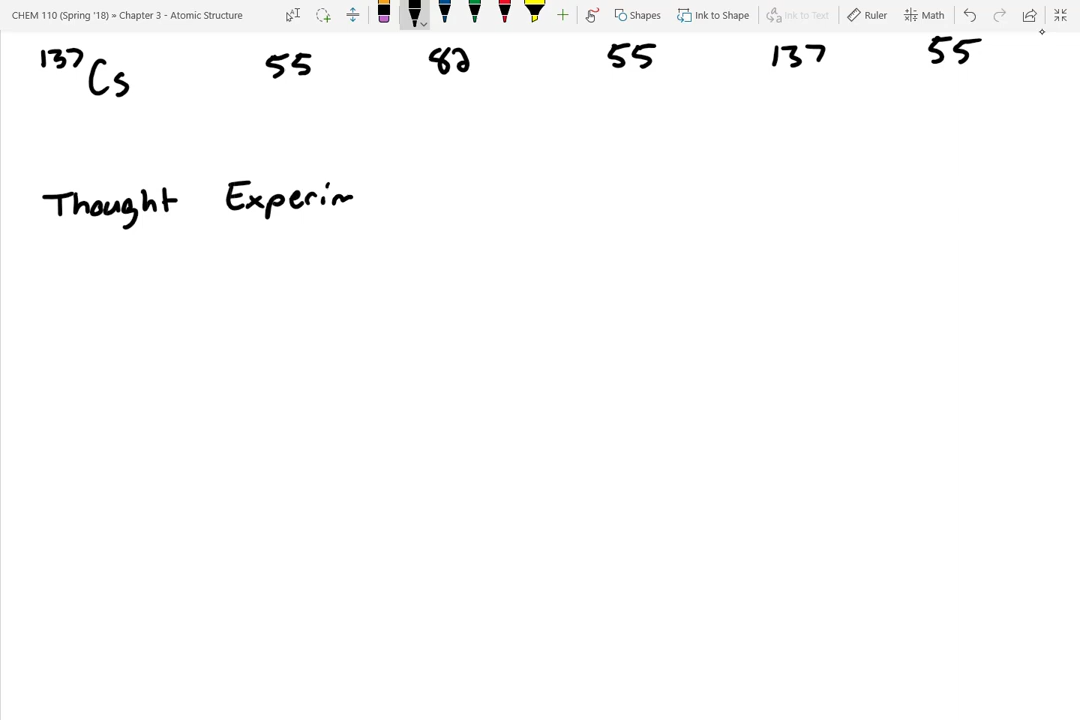 CHEM 110 (Spring '18) » Chapter 3 - Atomic Structure Shapes Ink to Shape Ink to Text Ruler Math
¹³⁷Cs 55 82 55 137 55
Thought Experim